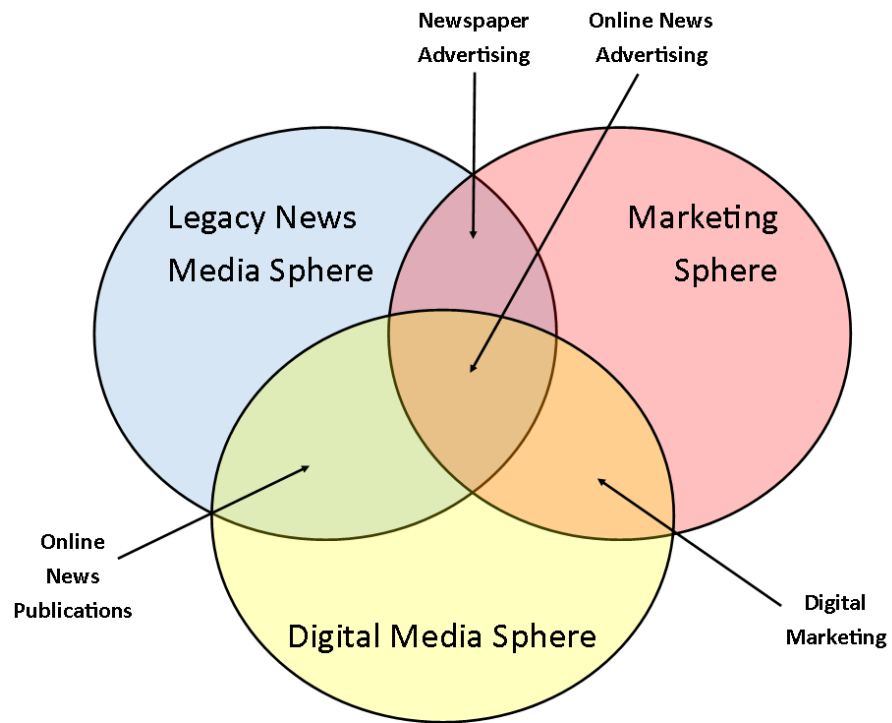 Newspaper
Advertising
Online News
Advertising
Legacy News
Media Sphere
Marketing
Sphere
Online
News
Publications
Digital Media Sphere
Digital
Marketing